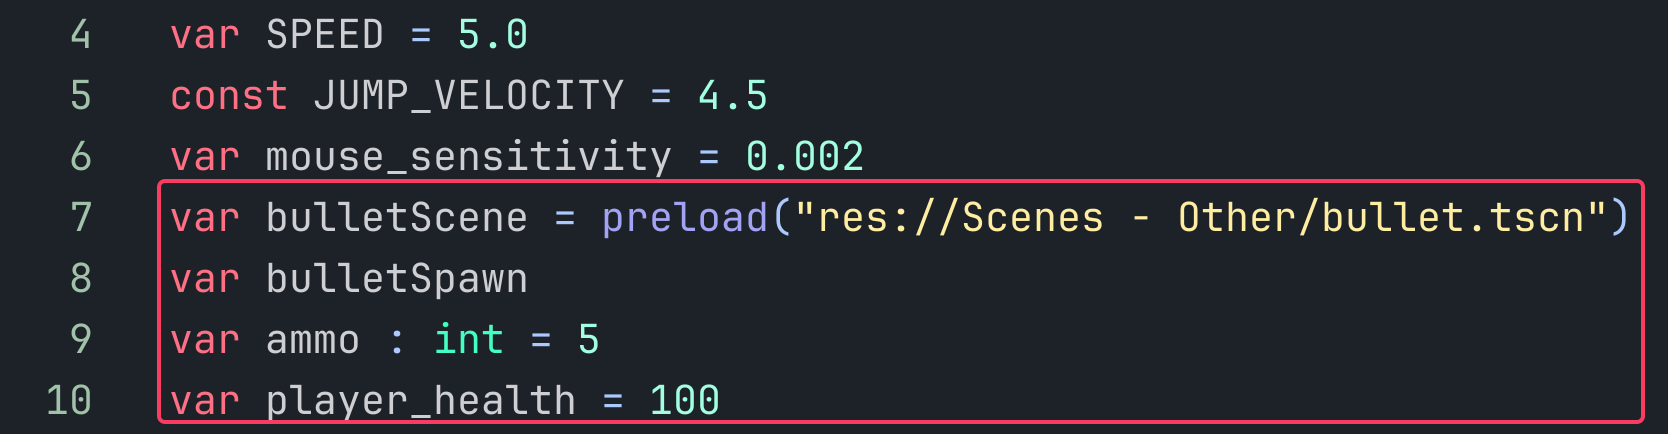 4 var SPEED = 5.0
5 const JUMP_VELOCITY = 4.5
6 var mouse_sensitivity = 0.002
7 var bulletScene = preload("res://Scenes - Other/bullet.tscn")
8 var bulletSpawn
9 var ammo : int = 5
10 var player_health = 100